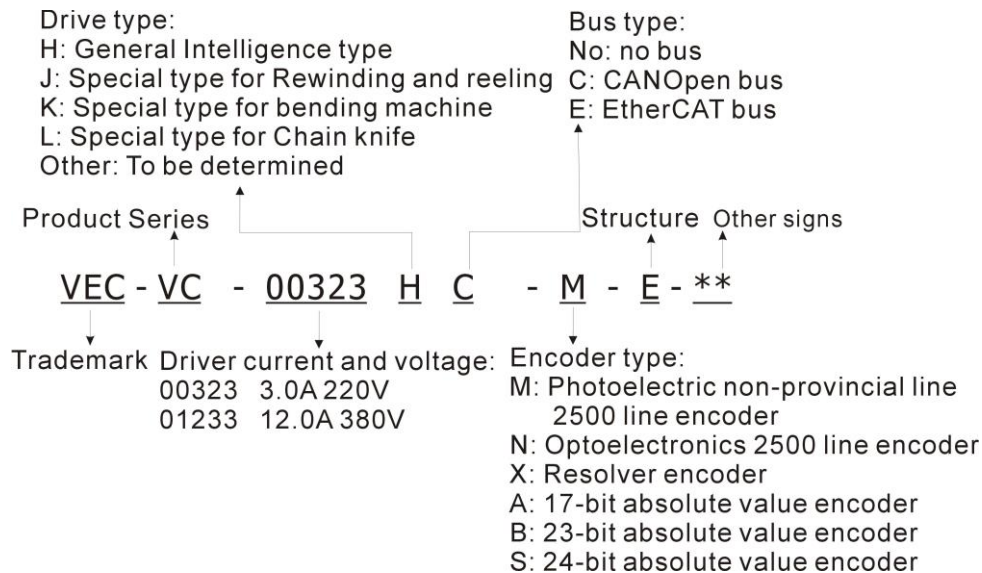 Drive type:
H: General Intelligence type
J: Special type for Rewinding and reeling
K: Special type for bending machine
L: Special type for Chain knife
Other: To be determined
Bus type:
No: no bus
C: CANOpen bus
E: EtherCAT bus
Product Series
Structure
Other signs
VEC - VC - 00323 H C - M - E - **
Trademark
Driver current and voltage:
00323 3.0A 220V
01233 12.0A 380V
Encoder type:
M: Photoelectric non-provincial line
2500 line encoder
N: Optoelectronics 2500 line encoder
X: Resolver encoder
A: 17-bit absolute value encoder
B: 23-bit absolute value encoder
S: 24-bit absolute value encoder